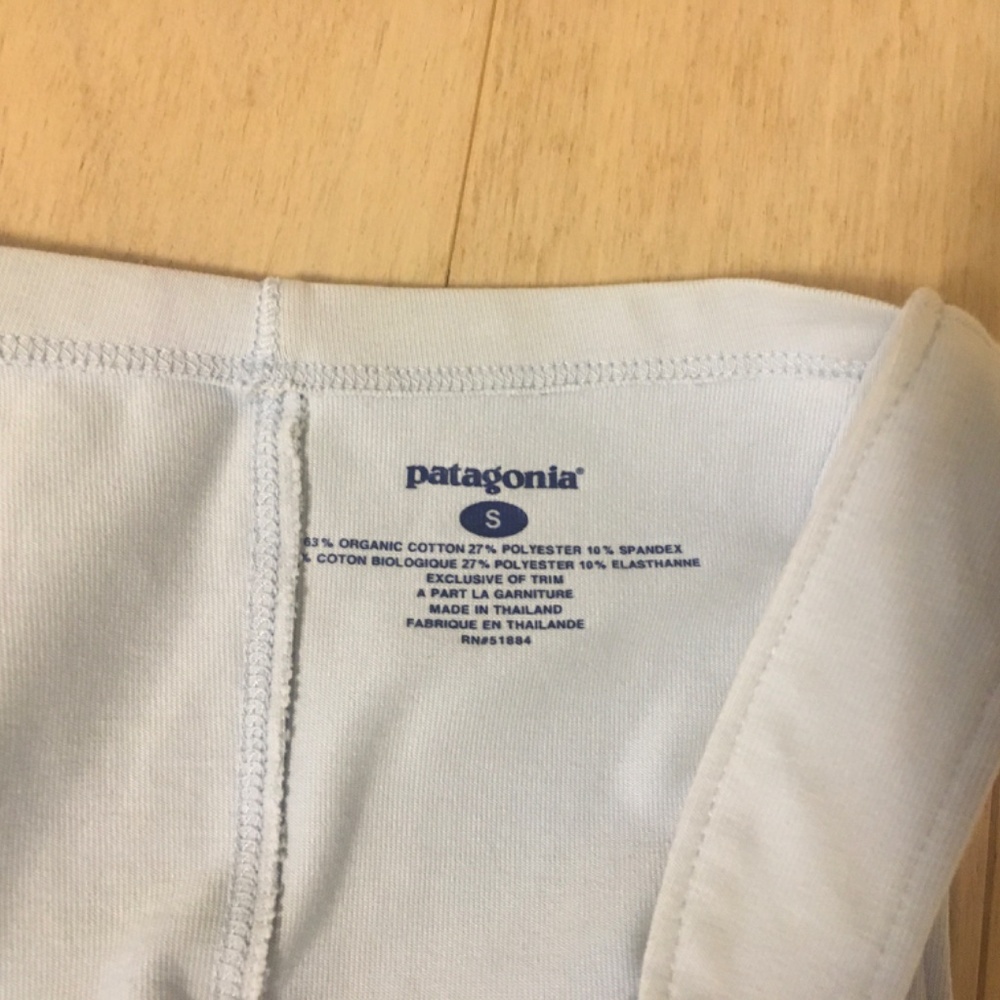 patagonia®
S
63% ORGANIC COTTON 27% POLYESTER 10% SPANDEX
% COTON BIOLOGIQUE 27% POLYESTER 10% ELASTHANNE
EXCLUSIVE OF TRIM
A PART LA GARNITURE
MADE IN THAILAND
FABRIQUE EN THAILANDE
RN#51884